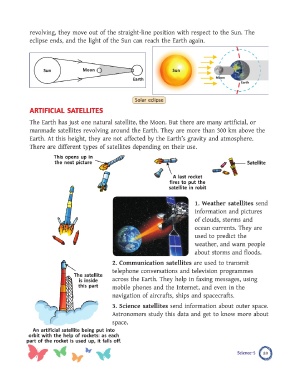 revolving, they move out of the straight-line position with respect to the Sun. The
eclipse ends, and the light of the Sun can reach the Earth again.
Sun
Moon
Earth
Sun
Moon
Earth
Solar eclipse
ARTIFICIAL SATELLITES
The Earth has just one natural satellite, the Moon. But there are many artificial, or
manmade satellites revolving around the Earth. They are more than 500 km above the
Earth. At this height, they are not affected by the Earth's gravity and atmosphere.
There are different types of satellites depending on their use.
This opens up in
the next picture
Satellite
A last rocket
fires to put the
satellite in orbit
1. Weather satellites send
information and pictures
of clouds, storms and
ocean currents. They are
used to predict the
weather, and warn people
about storms and floods.
2. Communication satellites are used to transmit
telephone conversations and television programmes
across the Earth. They help in faxing messages, using
mobile phones and the Internet, and even in the
navigation of aircrafts, ships and spacecrafts.
3. Science satellites send information about outer space.
Astronomers study this data and get to know more about
space.
The satellite
is inside
this part
An artificial satellite being put into
orbit with the help of rockets: as each
part of the rocket is used up, it falls off.
Science-5